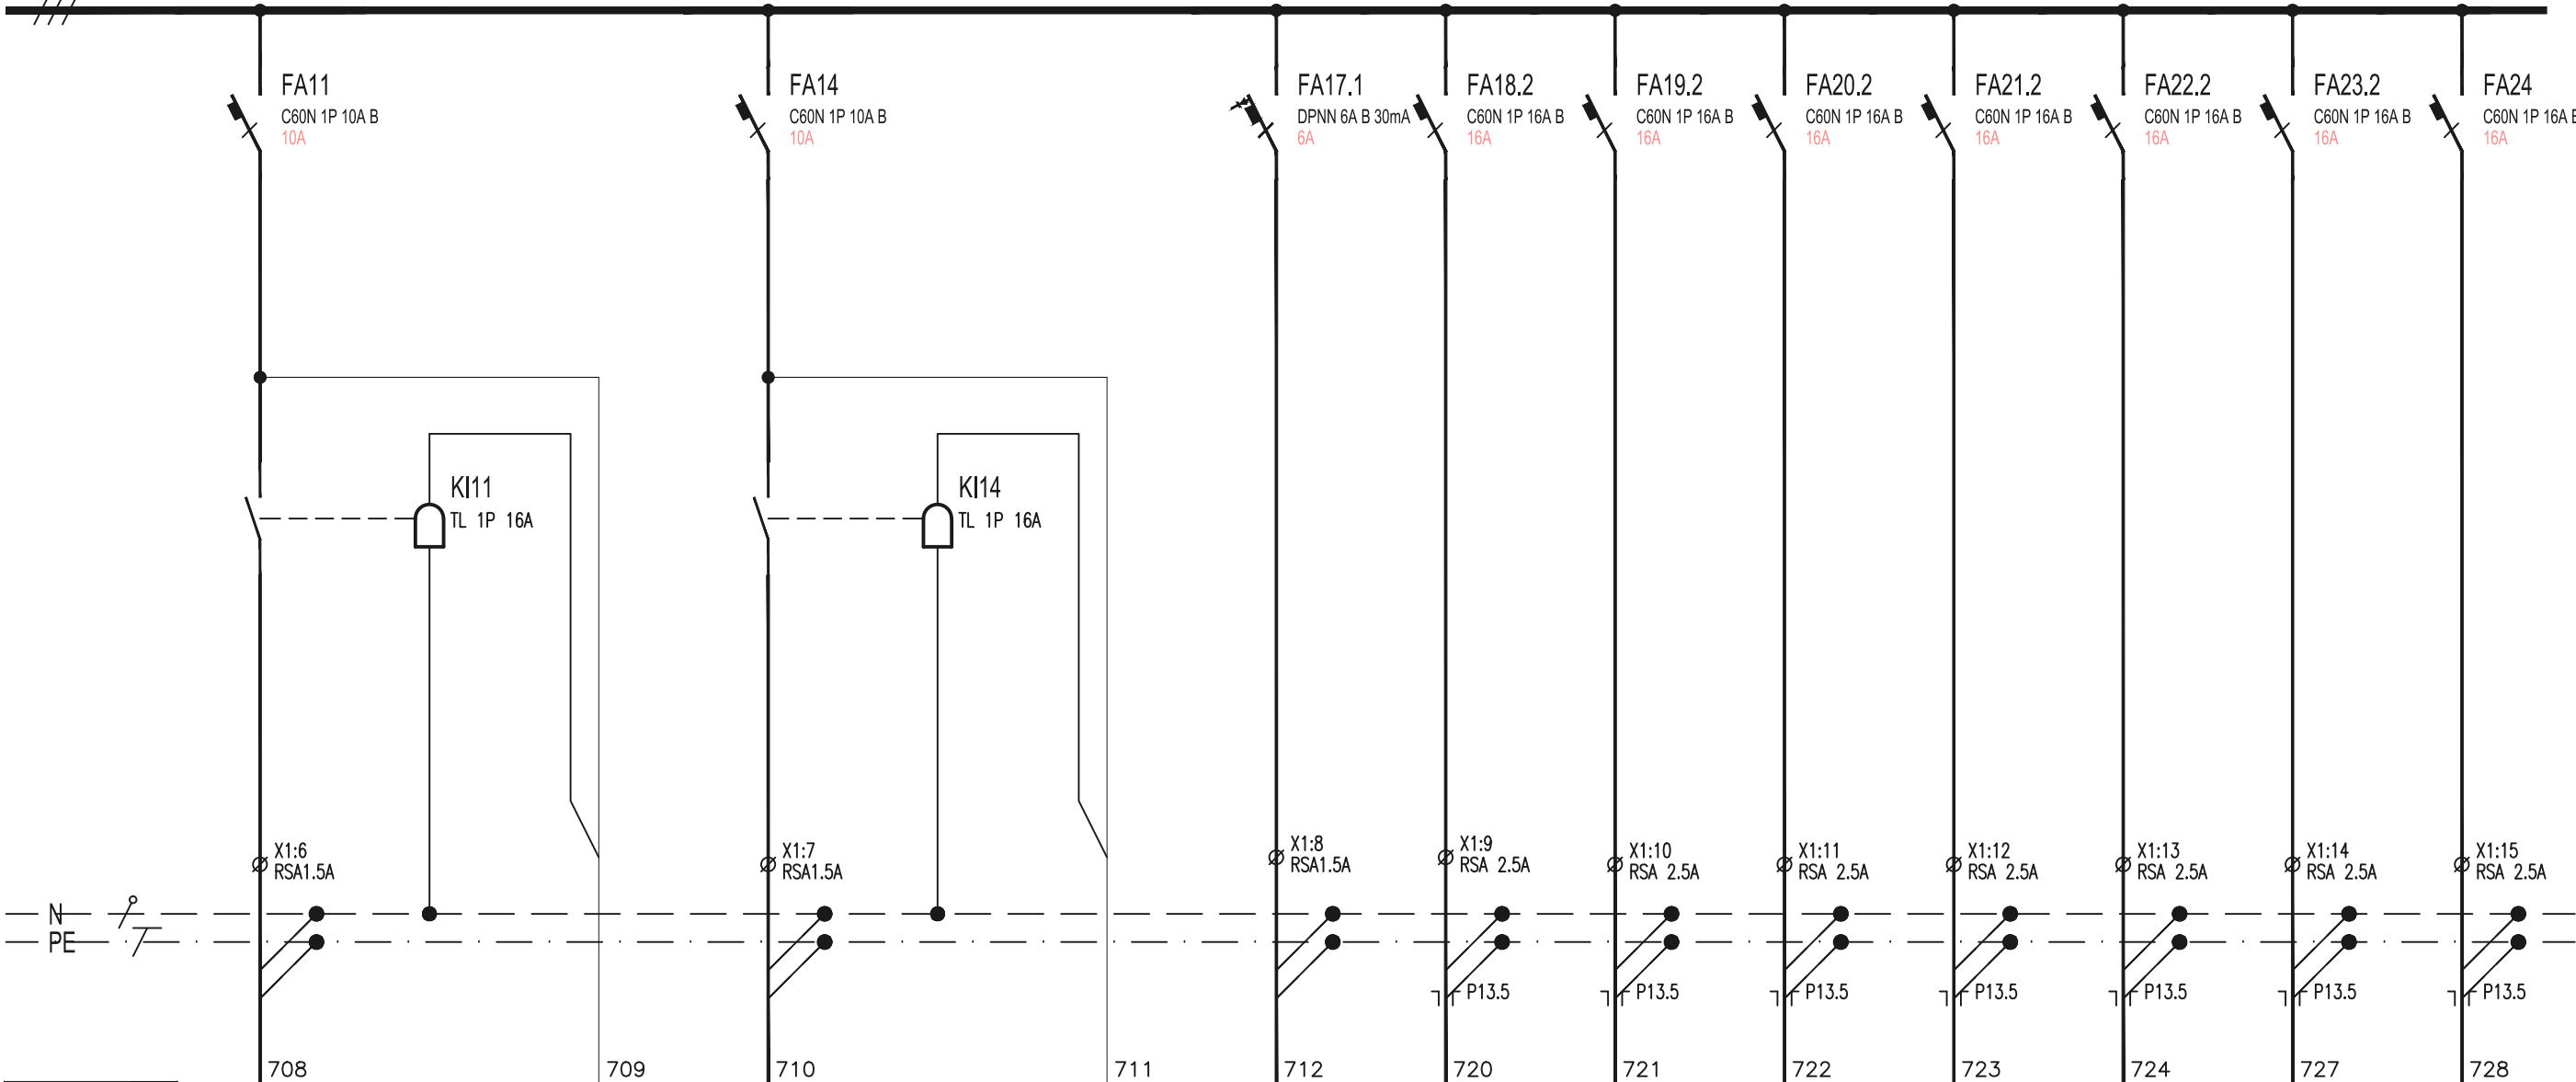 FA11
C60N 1P 10A B
10A
FA14
C60N 1P 10A B
10A
FA17.1
DPNN 6A B 30mA
6A
FA18.2
C60N 1P 16A B
16A
FA19.2
C60N 1P 16A B
16A
FA20.2
C60N 1P 16A B
16A
FA21.2
C60N 1P 16A B
16A
FA22.2
C60N 1P 16A B
16A
FA23.2
C60N 1P 16A B
16A
FA24
C60N 1P 16A B
16A
KI11
TL 1P 16A
KI14
TL 1P 16A
X1:6
RSA1.5A
X1:7
RSA1.5A
X1:8
RSA1.5A
X1:9
RSA 2.5A
X1:10
RSA 2.5A
X1:11
RSA 2.5A
X1:12
RSA 2.5A
X1:13
RSA 2.5A
X1:14
RSA 2.5A
X1:15
RSA 2.5A
N
PE
P13.5
P13.5
P13.5
P13.5
P13.5
P13.5
P13.5
708
709
710
711
712
720
721
722
723
724
727
728